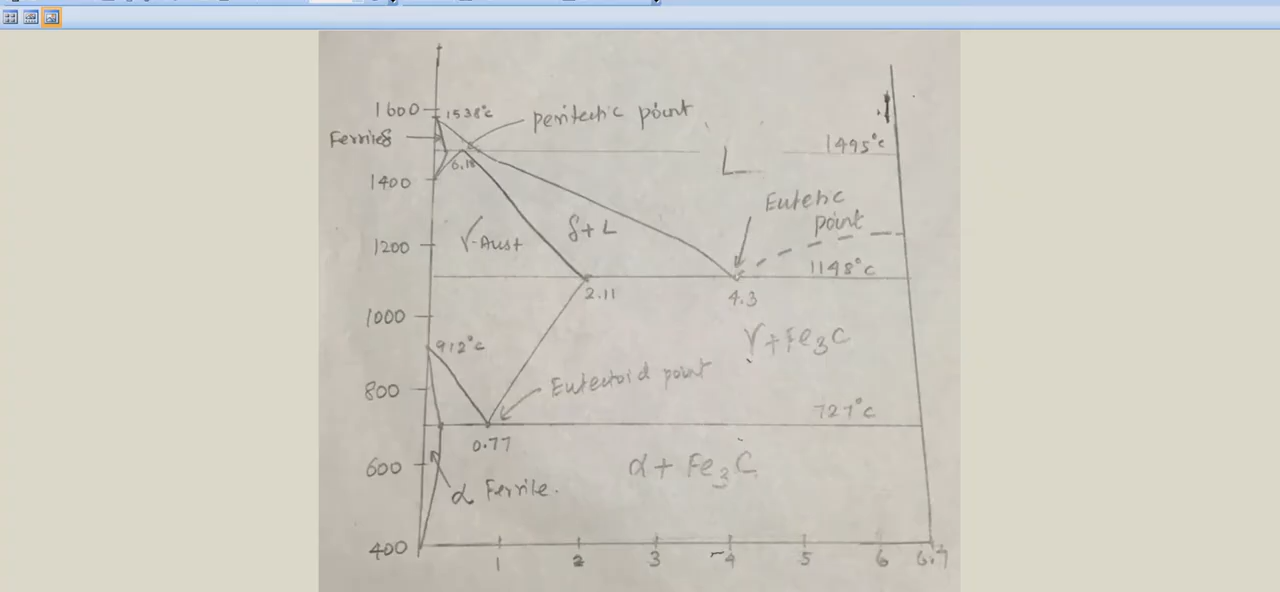 1600
1538°c
peritectic point
Ferrite δ
1495°c
L
0.18
1400
Eutetic
point
γ-Aust
δ+L
1200
1148°c
2.11
4.3
1000
γ+Fe3C
912°c
Eutectoid point
800
727°c
0.77
α + Fe3C
600
α Ferrite.
400
1 2 3 4 5 6 6.7